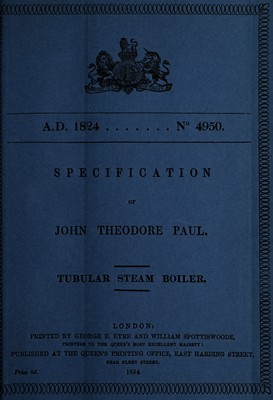 A.D. 1824 . . . . . . . Nº 4950.
SPECIFICATION
OF
JOHN THEODORE PAUL.
TUBULAR STEAM BOILER.
LONDON:
PRINTED BY GEORGE E. EYRE AND WILLIAM SPOTTISWOODE,
PRINTERS TO THE QUEEN'S MOST EXCELLENT MAJESTY:
PUBLISHED AT THE QUEEN'S PRINTING OFFICE, EAST HARDING STREET,
NEAR FLEET STREET.
Price 6d.